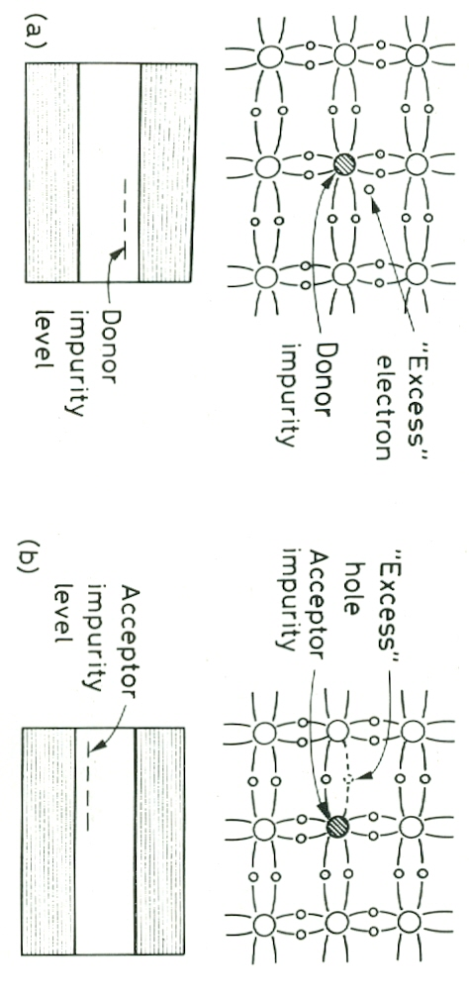 "Excess"
electron
Donor
impurity
Donor
impurity
level
(a)
"Excess"
hole
Acceptor
impurity
Acceptor
impurity
level
(b)